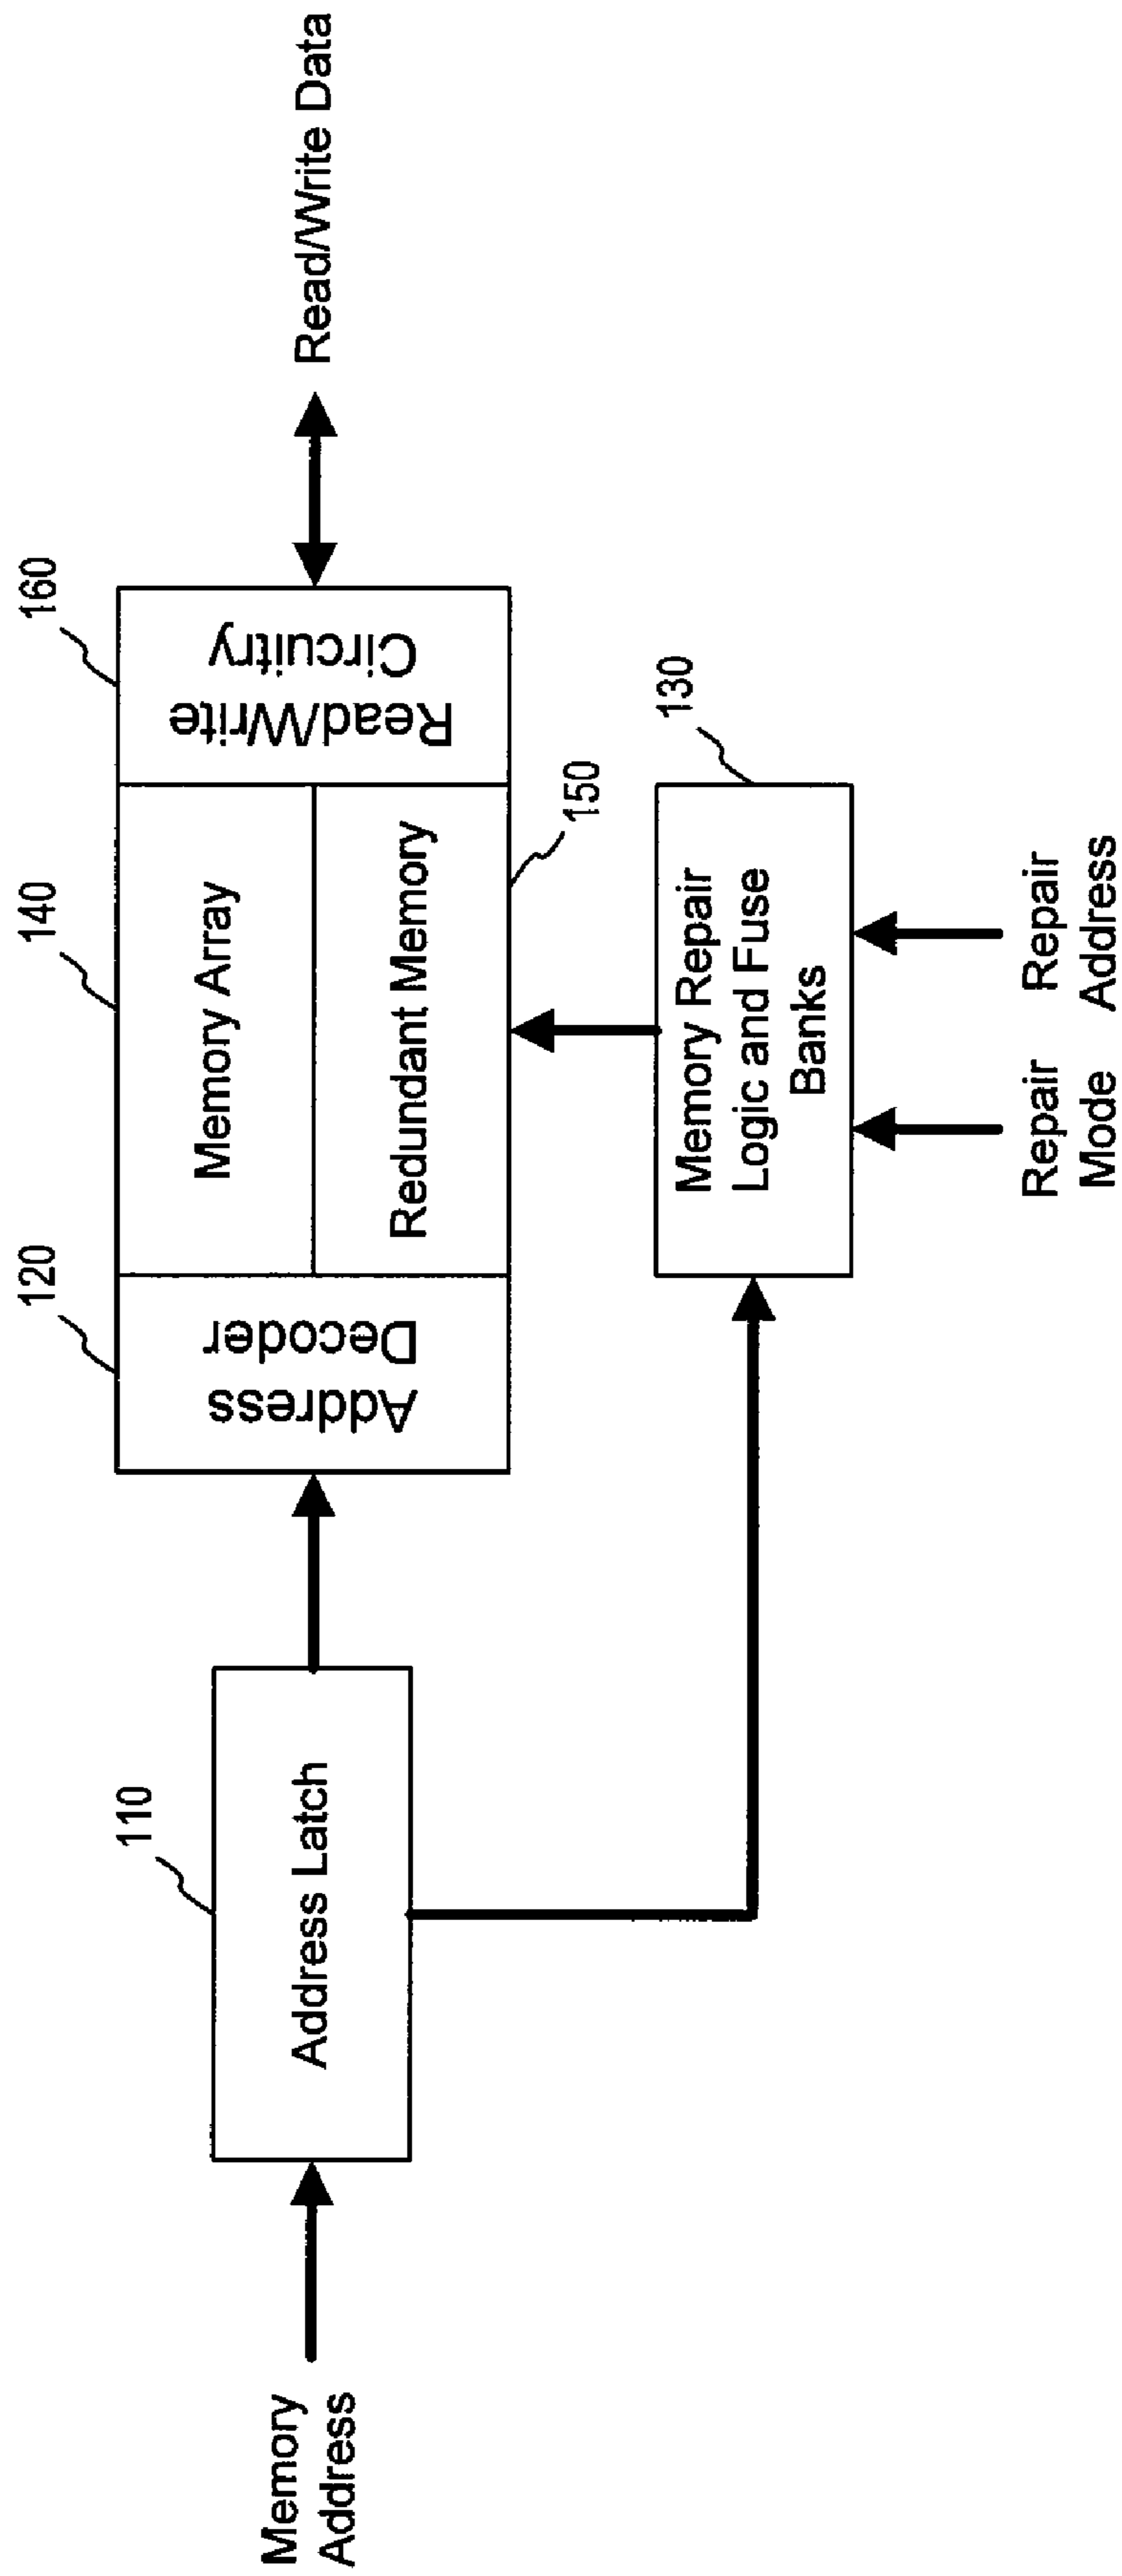 Memory
Address
110
Address Latch
120
Address
Decoder
140
Memory Array
Redundant Memory
150
160
Read/Write
Circuitry
Read/Write Data
130
Memory Repair
Logic and Fuse
Banks
Repair
Mode
Repair
Address